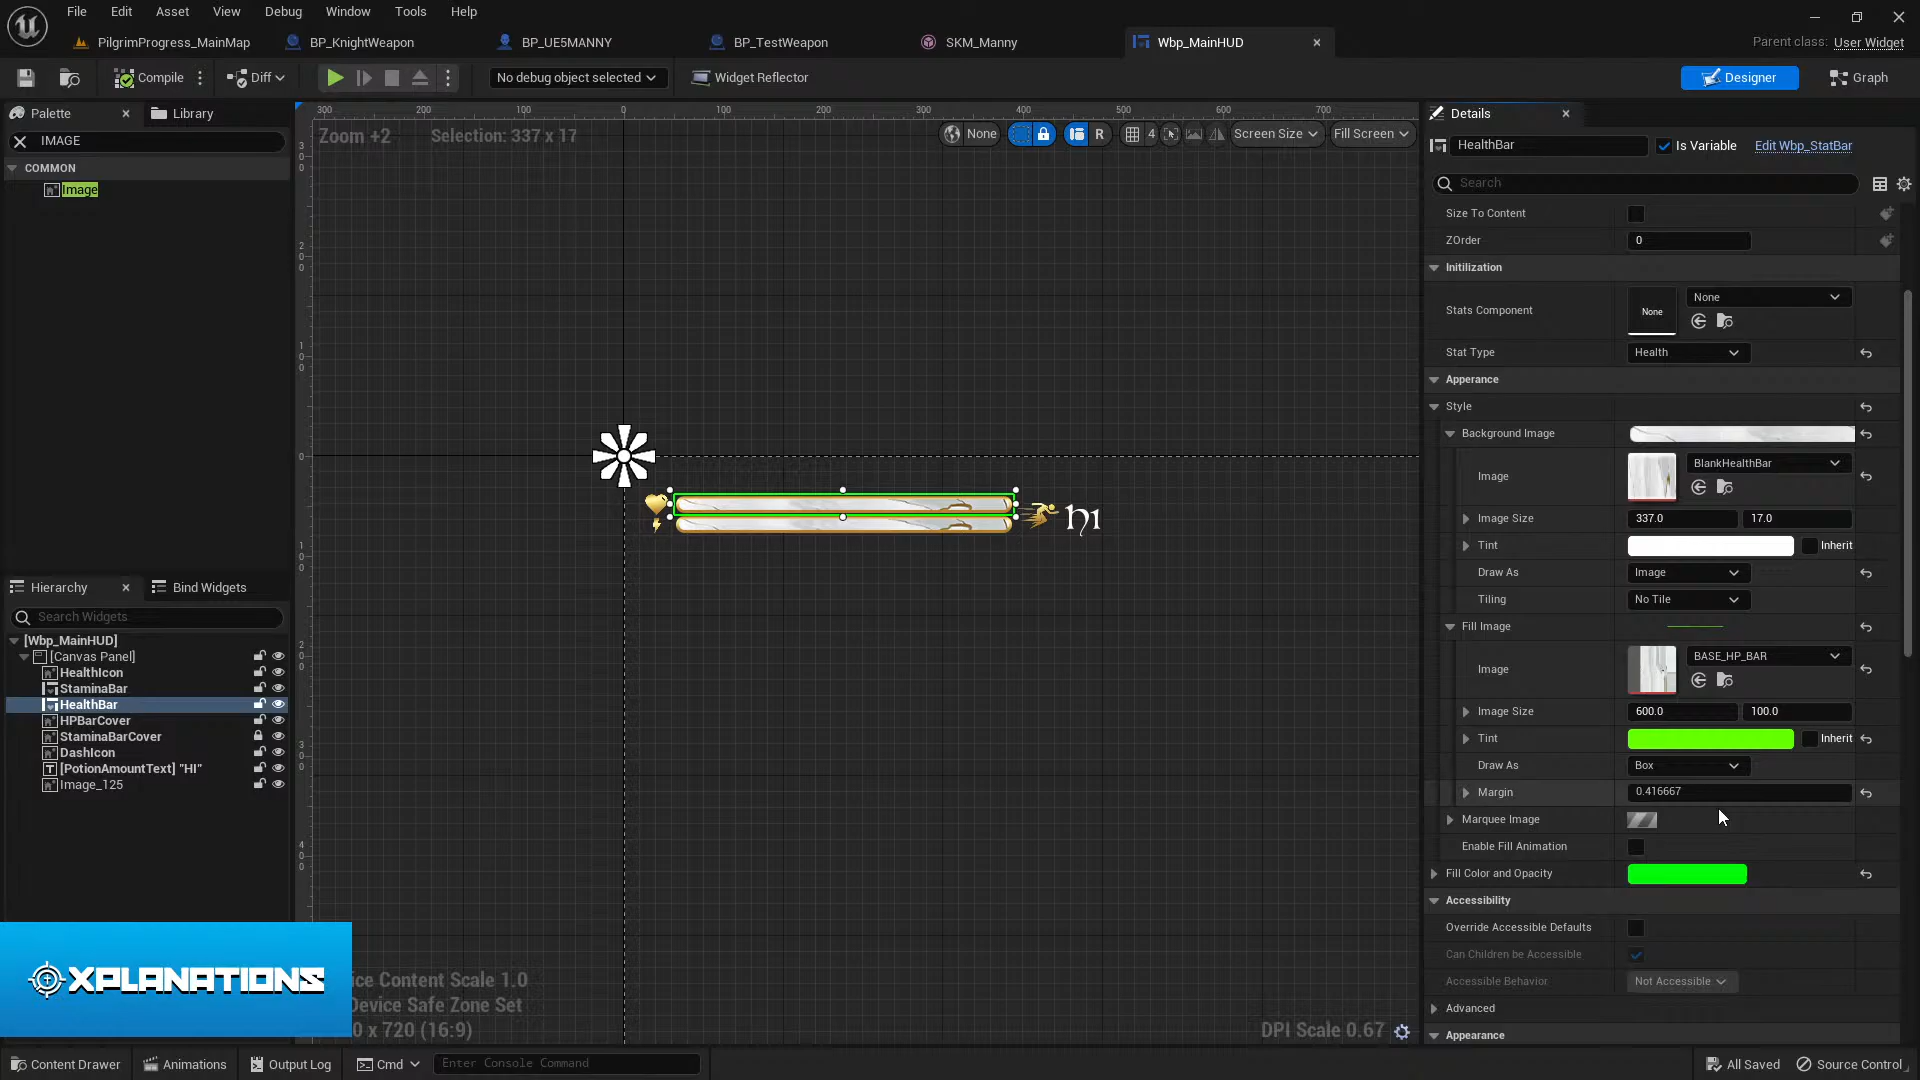 File Edit Asset View Debug Window Tools Help
PilgrimProgress_MainMap BP_KnightWeapon BP_UE5MANNY BP_TestWeapon SKM_Manny Wbp_MainHUD Parent class: User Widget
Compile Diff No debug object selected Widget Reflector Designer Graph
Palette Library
IMAGE
COMMON
Image
300 200 100 0 100 200 300 400 500 600 700
Zoom +2 Selection: 337 x 17 None R 4 Screen Size Fill Screen
HI
Device Content Scale 1.0
Device Safe Zone Set
0 x 720 (16:9)
DPI Scale 0.67
Hierarchy Bind Widgets
Search Widgets
[Wbp_MainHUD]
[Canvas Panel]
HealthIcon
StaminaBar
HealthBar
HPBarCover
StaminaBarCover
DashIcon
[PotionAmountText] "HI"
Image_125
XPLANATIONS
Details
HealthBar Is Variable Edit Wbp_StatBar
Search
Size To Content
ZOrder 0
Initilization
Stats Component None None
Stat Type Health
Apperance
Style
Background Image
Image BlankHealthBar
Image Size 337.0 17.0
Tint Inherit
Draw As Image
Tiling No Tile
Fill Image
Image BASE_HP_BAR
Image Size 600.0 100.0
Tint Inherit
Draw As Box
Margin 0.416667
Marquee Image
Enable Fill Animation
Fill Color and Opacity
Accessibility
Override Accessible Defaults
Can Children be Accessible
Accessible Behavior Not Accessible
Advanced
Appearance
Content Drawer Animations Output Log Cmd Enter Console Command All Saved Source Control